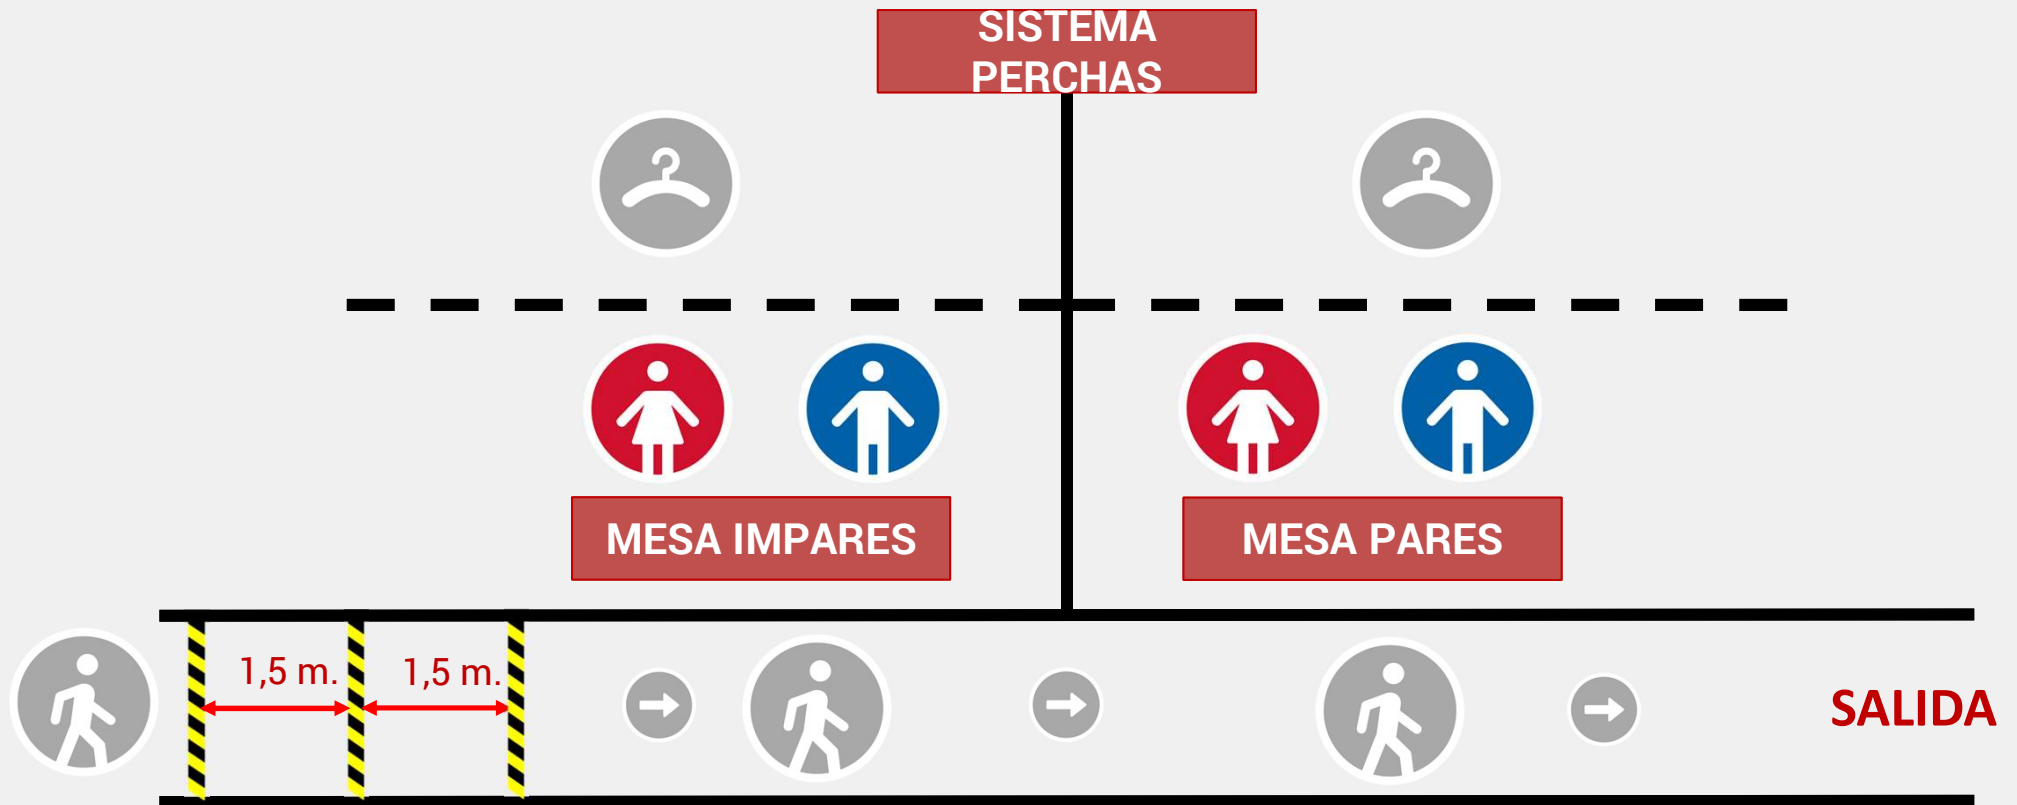 SISTEMA
PERCHAS
MESA IMPARES
MESA PARES
1,5 m.
1,5 m.
SALIDA